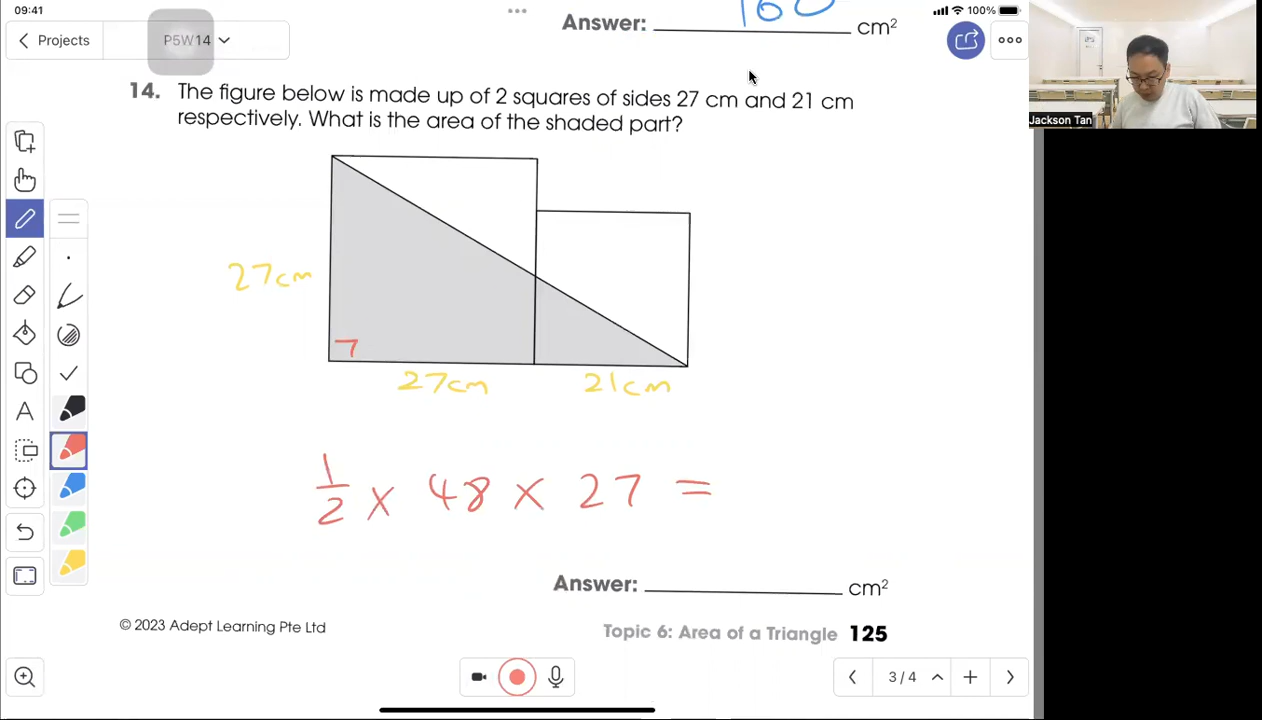 09:41
100%
Projects
P5W14
Answer: 160 cm²
14. The figure below is made up of 2 squares of sides 27 cm and 21 cm
respectively. What is the area of the shaded part?
27cm
27cm
21cm
1/2 × 48 × 27 =
Answer: cm²
© 2023 Adept Learning Pte Ltd
Topic 6: Area of a Triangle 125
3 / 4
Jackson Tan
A